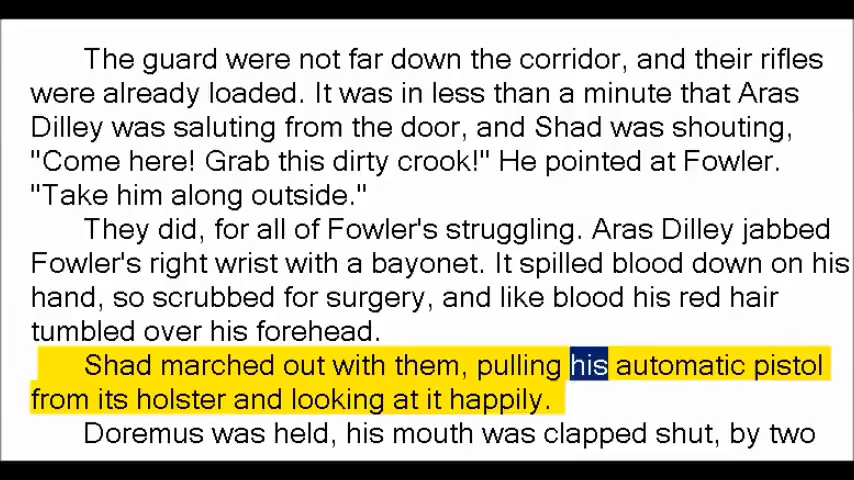 The guard were not far down the corridor, and their rifles
were already loaded. It was in less than a minute that Aras
Dilley was saluting from the door, and Shad was shouting,
"Come here! Grab this dirty crook!" He pointed at Fowler.
"Take him along outside."
They did, for all of Fowler's struggling. Aras Dilley jabbed
Fowler's right wrist with a bayonet. It spilled blood down on his
hand, so scrubbed for surgery, and like blood his red hair
tumbled over his forehead.
Shad marched out with them, pulling his automatic pistol
from its holster and looking at it happily.
Doremus was held, his mouth was clapped shut, by two